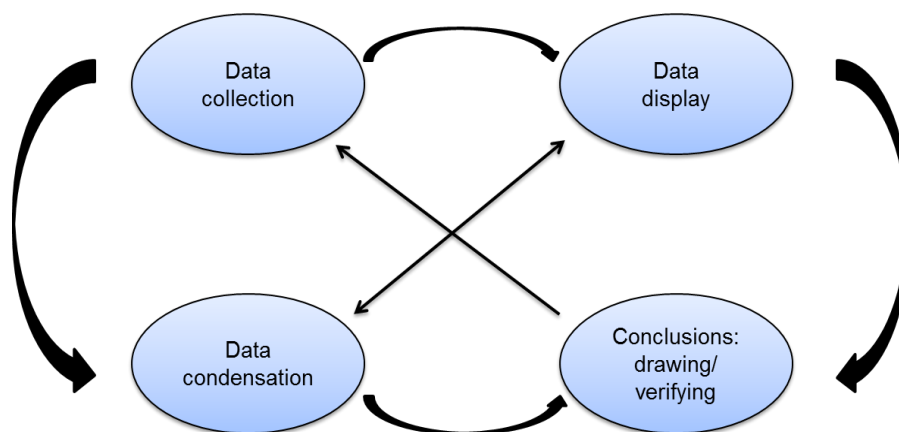 Data
collection
Data
display
Data
condensation
Conclusions:
drawing/
verifying